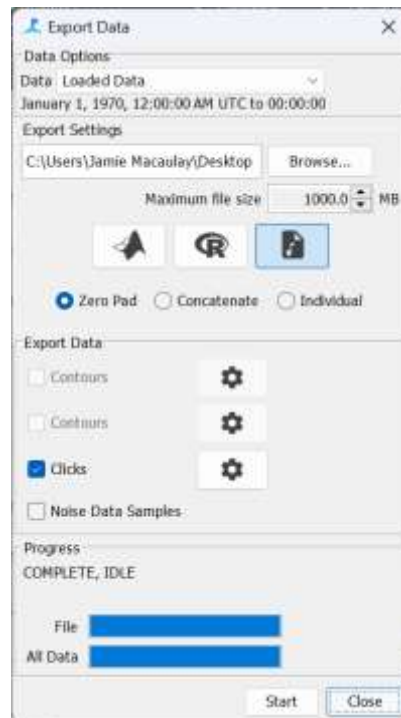 Export Data
Data Options
Data Loaded Data
January 1, 1970, 12:00:00 AM UTC to 00:00:00
Export Settings
C:\Users\Jamie Macaulay\Desktop Browse...
Maximum file size 1000.0 MB
Zero Pad Concatenate Individual
Export Data
Contours
Contours
Clicks
Noise Data Samples
Progress
COMPLETE, IDLE
File
All Data
Start Close